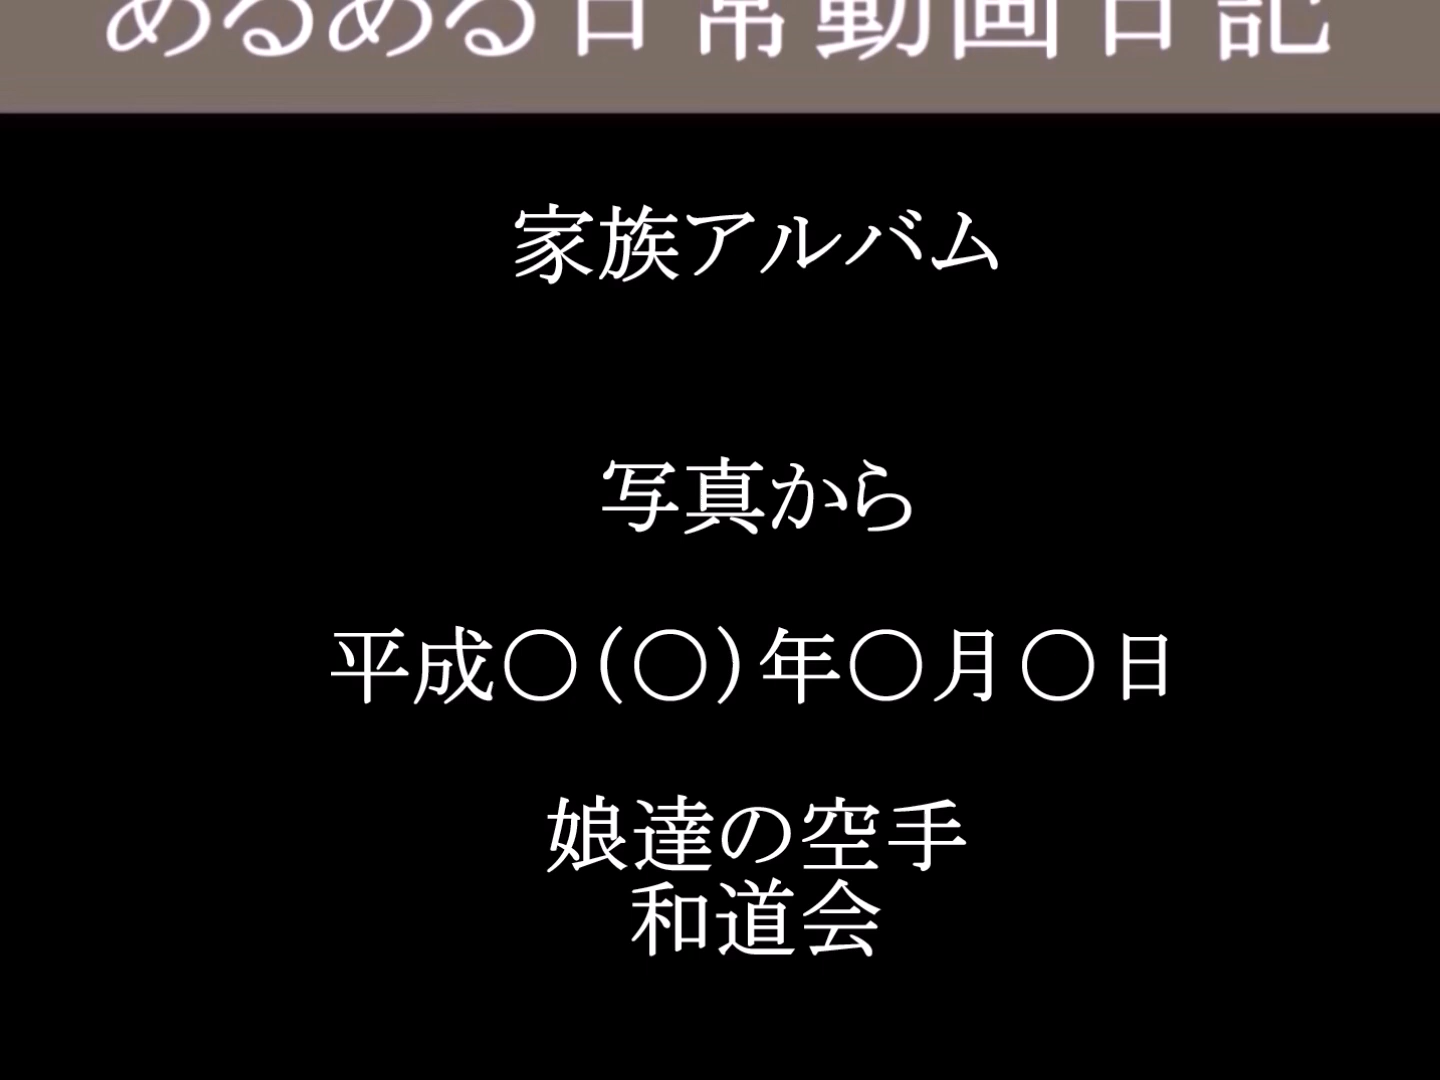 あるある日常動画日記
家族アルバム
写真から
平成〇(〇)年〇月〇日
娘達の空手
和道会